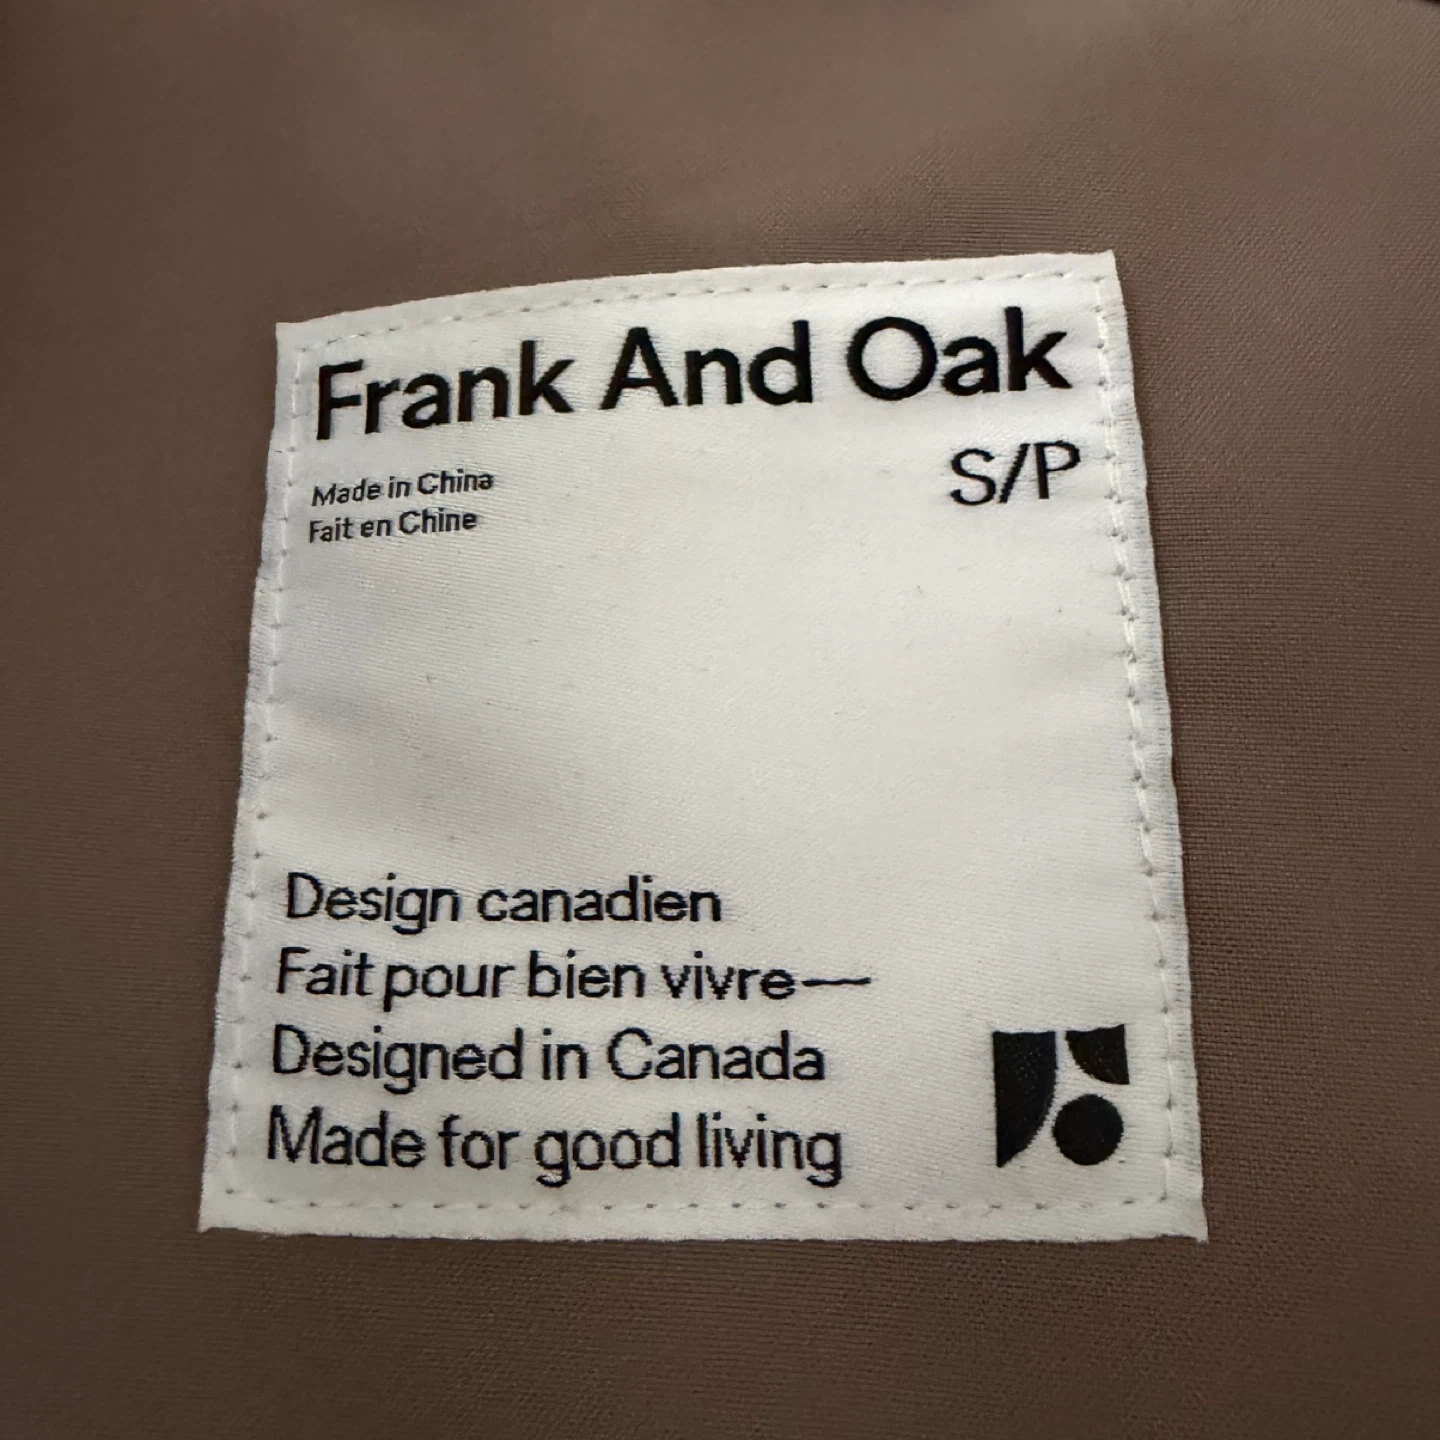 Frank And Oak
S/P
Made in China
Fait en Chine
Design canadien
Fait pour bien vivre—
Designed in Canada
Made for good living